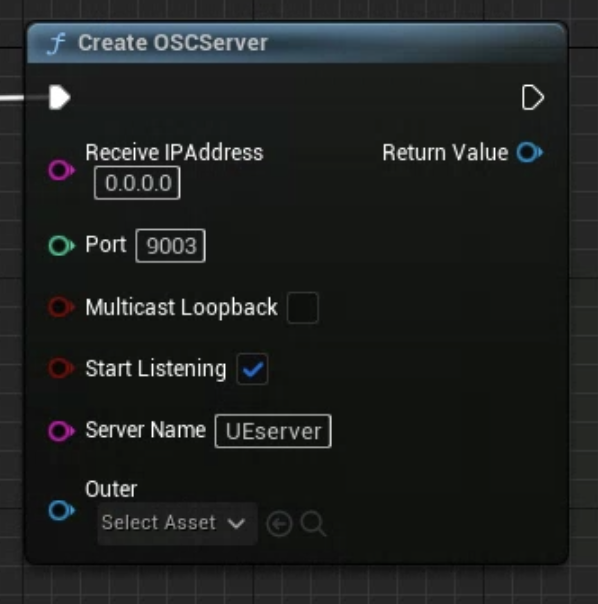 f Create OSCServer
Receive IPAddress
0.0.0.0
Return Value
Port 9003
Multicast Loopback
Start Listening
Server Name UEserver
Outer
Select Asset